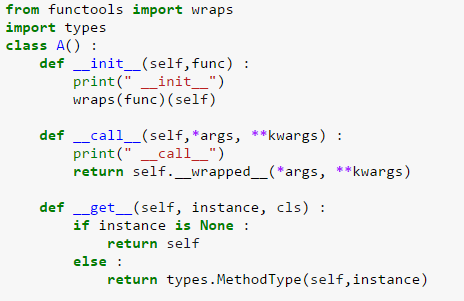 from functools import wraps
import types
class A() :
    def __init__(self,func) :
        print(" __init__")
        wraps(func)(self)

    def __call__(self,*args, **kwargs) :
        print(" __call__")
        return self.__wrapped__(*args, **kwargs)

    def __get__(self, instance, cls) :
        if instance is None :
            return self
        else :
            return types.MethodType(self,instance)